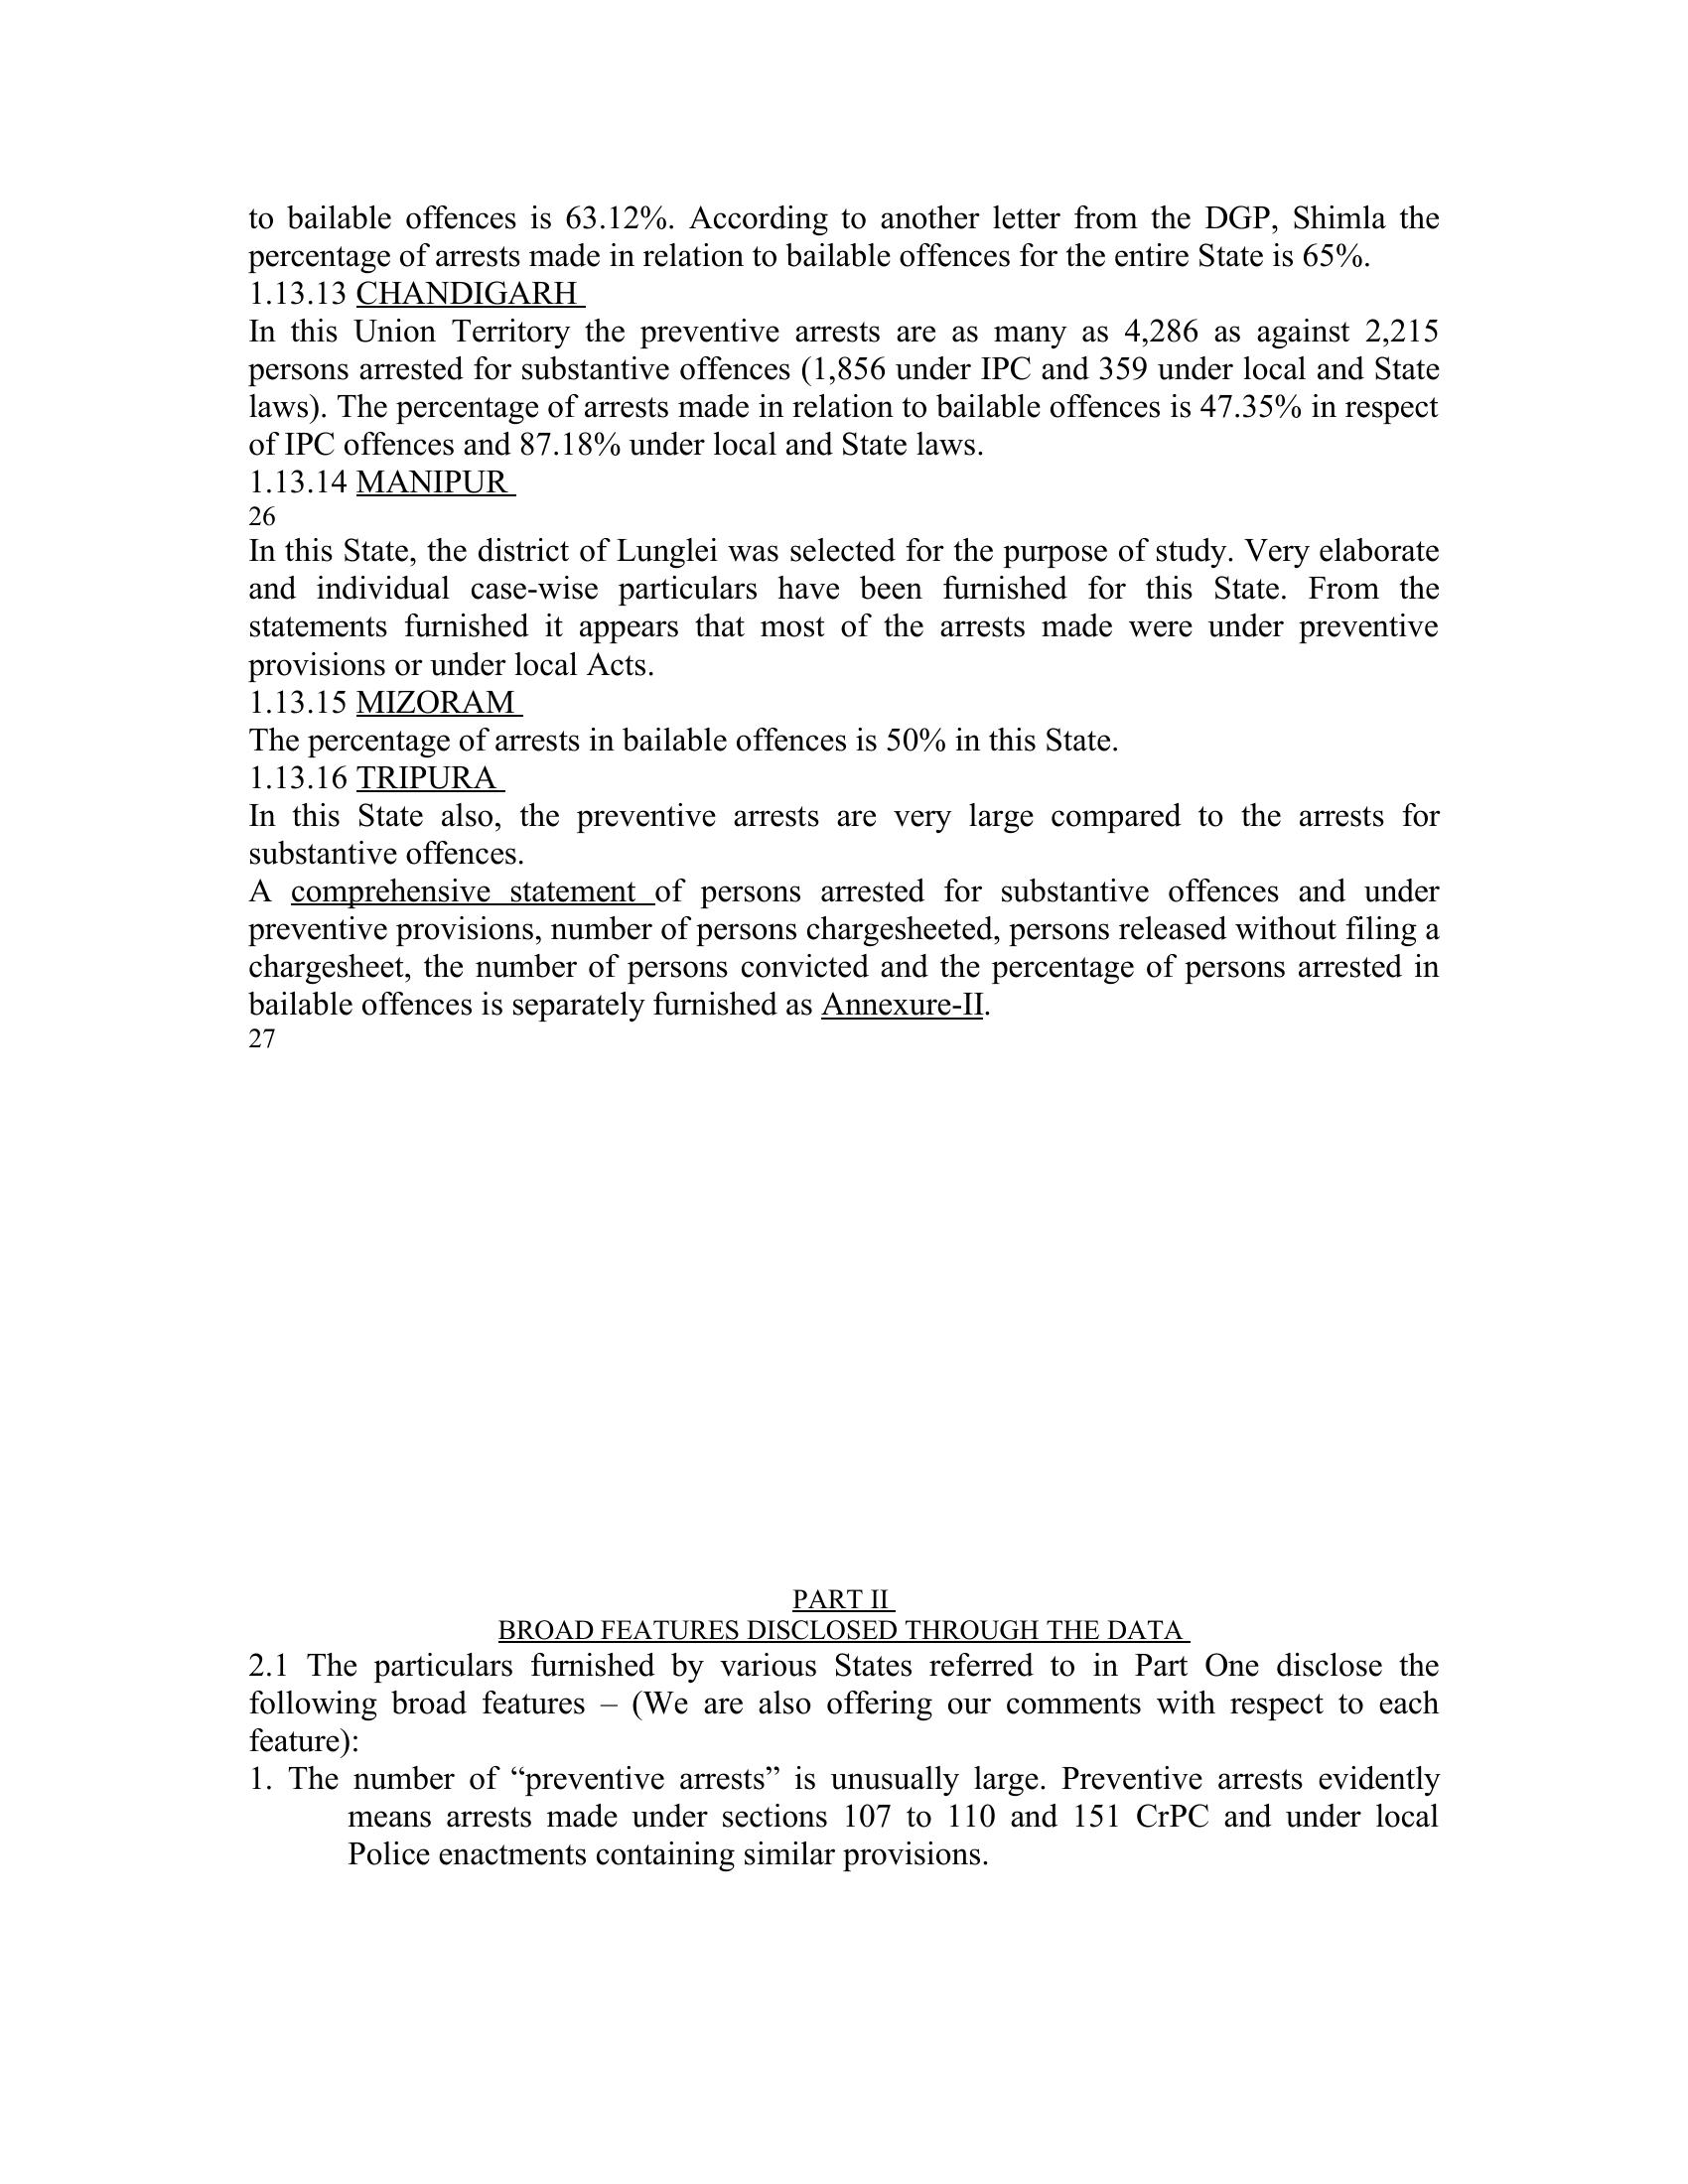 to bailable offences is 63.12%. According to another letter from the DGP, Shimla the
percentage of arrests made in relation to bailable offences for the entire State is 65%.
1.13.13 CHANDIGARH
In this Union Territory the preventive arrests are as many as 4,286 as against 2,215
persons arrested for substantive offences (1,856 under IPC and 359 under local and State
laws). The percentage of arrests made in relation to bailable offences is 47.35% in respect
of IPC offences and 87.18% under local and State laws.
1.13.14 MANIPUR
26
In this State, the district of Lunglei was selected for the purpose of study. Very elaborate
and individual case-wise particulars have been furnished for this State. From the
statements furnished it appears that most of the arrests made were under preventive
provisions or under local Acts.
1.13.15 MIZORAM
The percentage of arrests in bailable offences is 50% in this State.
1.13.16 TRIPURA
In this State also, the preventive arrests are very large compared to the arrests for
substantive offences.
A comprehensive statement of persons arrested for substantive offences and under
preventive provisions, number of persons chargesheeted, persons released without filing a
chargesheet, the number of persons convicted and the percentage of persons arrested in
bailable offences is separately furnished as Annexure-II.
27
PART II
BROAD FEATURES DISCLOSED THROUGH THE DATA
2.1 The particulars furnished by various States referred to in Part One disclose the
following broad features – (We are also offering our comments with respect to each
feature):
1. The number of “preventive arrests” is unusually large. Preventive arrests evidently
means arrests made under sections 107 to 110 and 151 CrPC and under local
Police enactments containing similar provisions.